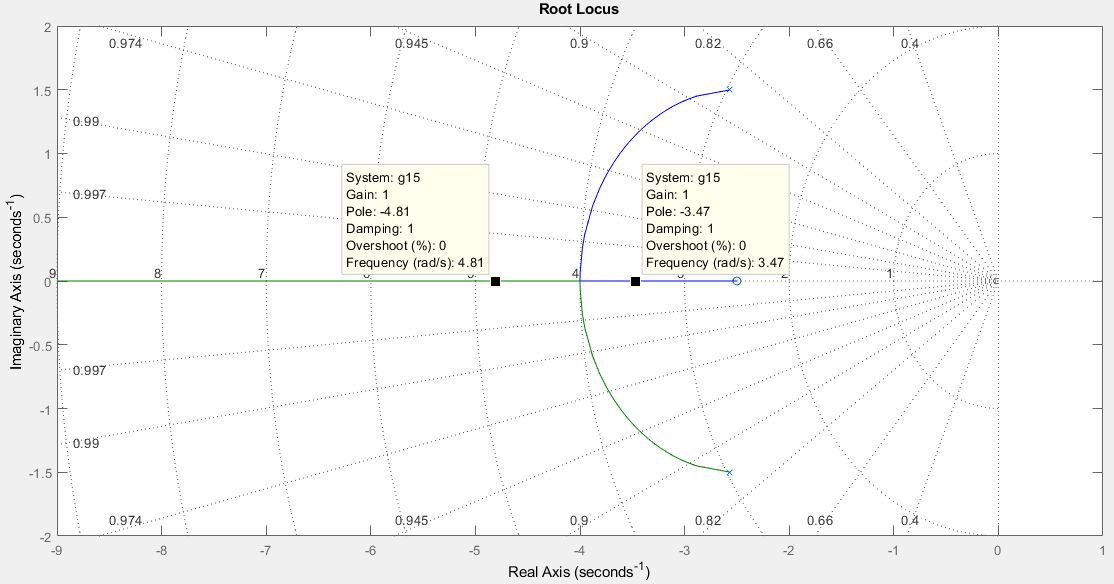 Root Locus
2
1.5
1
0.5
0
-0.5
-1
-1.5
-2
Imaginary Axis (seconds-1)
0.974
0.945
0.9
0.82
0.66
0.4
0.99
0.997
System: g15
Gain: 1
Pole: -4.81
Damping: 1
Overshoot (%): 0
Frequency (rad/s): 4.81
System: g15
Gain: 1
Pole: -3.47
Damping: 1
Overshoot (%): 0
Frequency (rad/s): 3.47
9
8
7
4
2
1
0.997
0.99
0.974
0.945
0.9
0.82
0.66
0.4
-9
-8
-7
-6
-5
-4
-3
-2
-1
0
1
Real Axis (seconds-1)